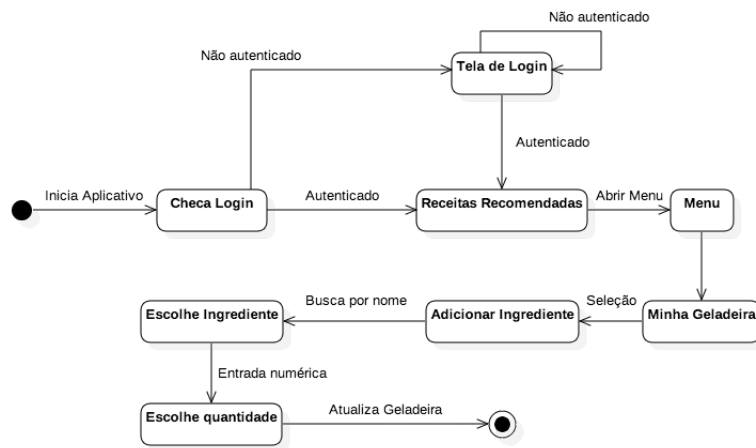 Não autenticado
Não autenticado
Tela de Login
Autenticado
Inicia Aplicativo
Checa Login
Autenticado
Receitas Recomendadas
Abrir Menu
Menu
Escolhe Ingrediente
Busca por nome
Adicionar Ingrediente
Seleção
Minha Geladeira
Entrada numérica
Escolhe quantidade
Atualiza Geladeira